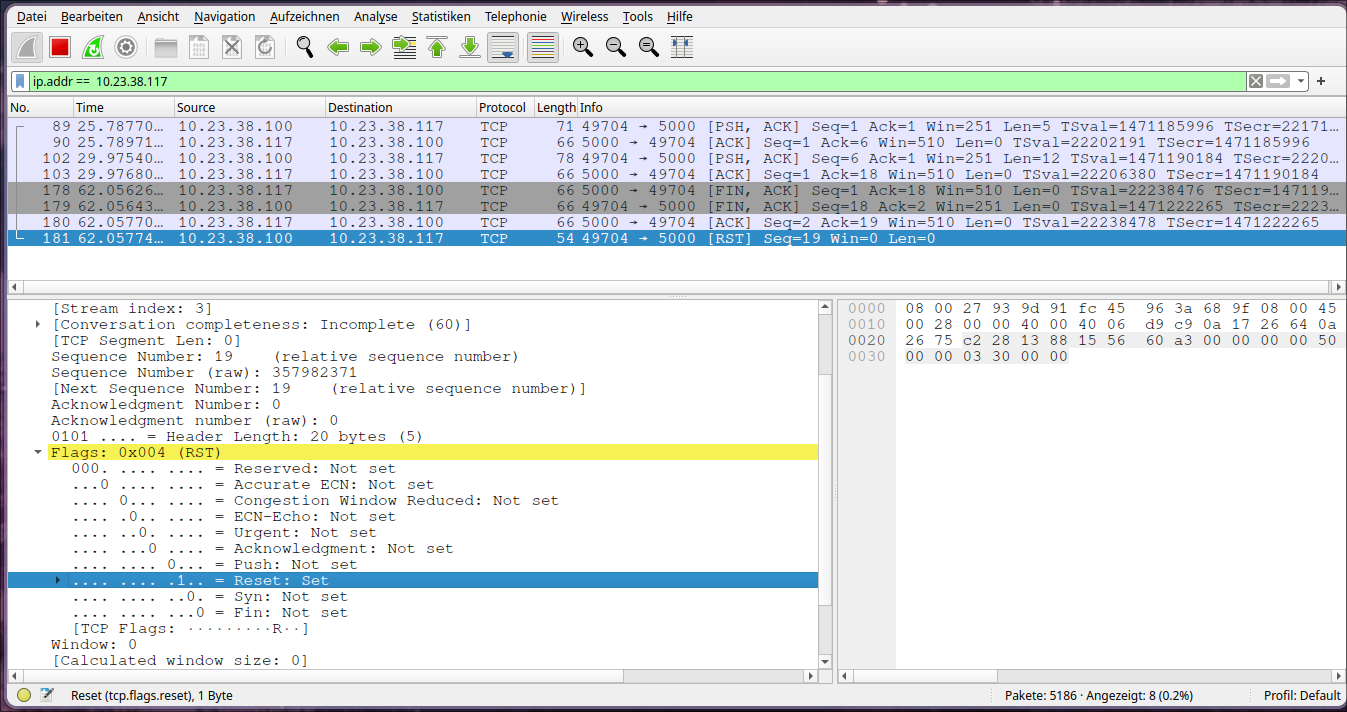 Datei Bearbeiten Ansicht Navigation Aufzeichnen Analyse Statistiken Telephonie Wireless Tools Hilfe
ip.addr == 10.23.38.117
No. Time Source Destination Protocol Length Info
89 25.78770… 10.23.38.100 10.23.38.117 TCP 71 49704 → 5000 [PSH, ACK] Seq=1 Ack=1 Win=251 Len=5 TSval=1471185996 TSecr=22171…
90 25.78971… 10.23.38.117 10.23.38.100 TCP 66 5000 → 49704 [ACK] Seq=1 Ack=6 Win=510 Len=0 TSval=22202191 TSecr=1471185996
102 29.97540… 10.23.38.100 10.23.38.117 TCP 78 49704 → 5000 [PSH, ACK] Seq=6 Ack=1 Win=251 Len=12 TSval=1471190184 TSecr=2220…
103 29.97680… 10.23.38.117 10.23.38.100 TCP 66 5000 → 49704 [ACK] Seq=1 Ack=18 Win=510 Len=0 TSval=22206380 TSecr=1471190184
178 62.05626… 10.23.38.117 10.23.38.100 TCP 66 5000 → 49704 [FIN, ACK] Seq=1 Ack=18 Win=510 Len=0 TSval=22238476 TSecr=147119…
179 62.05643… 10.23.38.100 10.23.38.117 TCP 66 49704 → 5000 [FIN, ACK] Seq=18 Ack=2 Win=251 Len=0 TSval=1471222265 TSecr=2223…
180 62.05770… 10.23.38.117 10.23.38.100 TCP 66 5000 → 49704 [ACK] Seq=2 Ack=19 Win=510 Len=0 TSval=22238478 TSecr=1471222265
181 62.05774… 10.23.38.100 10.23.38.117 TCP 54 49704 → 5000 [RST] Seq=19 Win=0 Len=0
[Stream index: 3]
[Conversation completeness: Incomplete (60)]
[TCP Segment Len: 0]
Sequence Number: 19 (relative sequence number)
Sequence Number (raw): 357982371
[Next Sequence Number: 19 (relative sequence number)]
Acknowledgment Number: 0
Acknowledgment number (raw): 0
0101 .... = Header Length: 20 bytes (5)
Flags: 0x004 (RST)
000. .... .... = Reserved: Not set
...0 .... .... = Accurate ECN: Not set
.... 0... .... = Congestion Window Reduced: Not set
.... .0.. .... = ECN-Echo: Not set
.... ..0. .... = Urgent: Not set
.... ...0 .... = Acknowledgment: Not set
.... .... 0... = Push: Not set
.... .... .1.. = Reset: Set
.... .... ..0. = Syn: Not set
.... .... ...0 = Fin: Not set
[TCP Flags: ·········R··]
Window: 0
[Calculated window size: 0]
0000 08 00 27 93 9d 91 fc 45 96 3a 68 9f 08 00 45
0010 00 28 00 00 40 00 40 06 d9 c9 0a 17 26 64 0a
0020 26 75 c2 28 13 88 15 56 60 a3 00 00 00 00 50
0030 00 00 03 30 00 00
Reset (tcp.flags.reset), 1 Byte Pakete: 5186 · Angezeigt: 8 (0.2%) Profil: Default